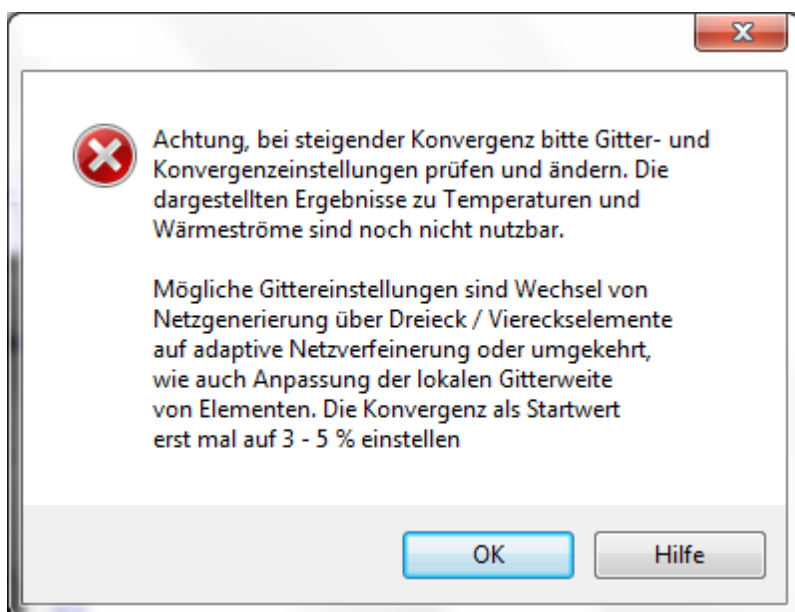 Achtung, bei steigender Konvergenz bitte Gitter- und
Konvergenzeinstellungen prüfen und ändern. Die
dargestellten Ergebnisse zu Temperaturen und
Wärmeströme sind noch nicht nutzbar.
Mögliche Gittereinstellungen sind Wechsel von
Netzgenerierung über Dreieck / Viereckselemente
auf adaptive Netzverfeinerung oder umgekehrt,
wie auch Anpassung der lokalen Gitterweite
von Elementen. Die Konvergenz als Startwert
erst mal auf 3 - 5 % einstellen
OK Hilfe